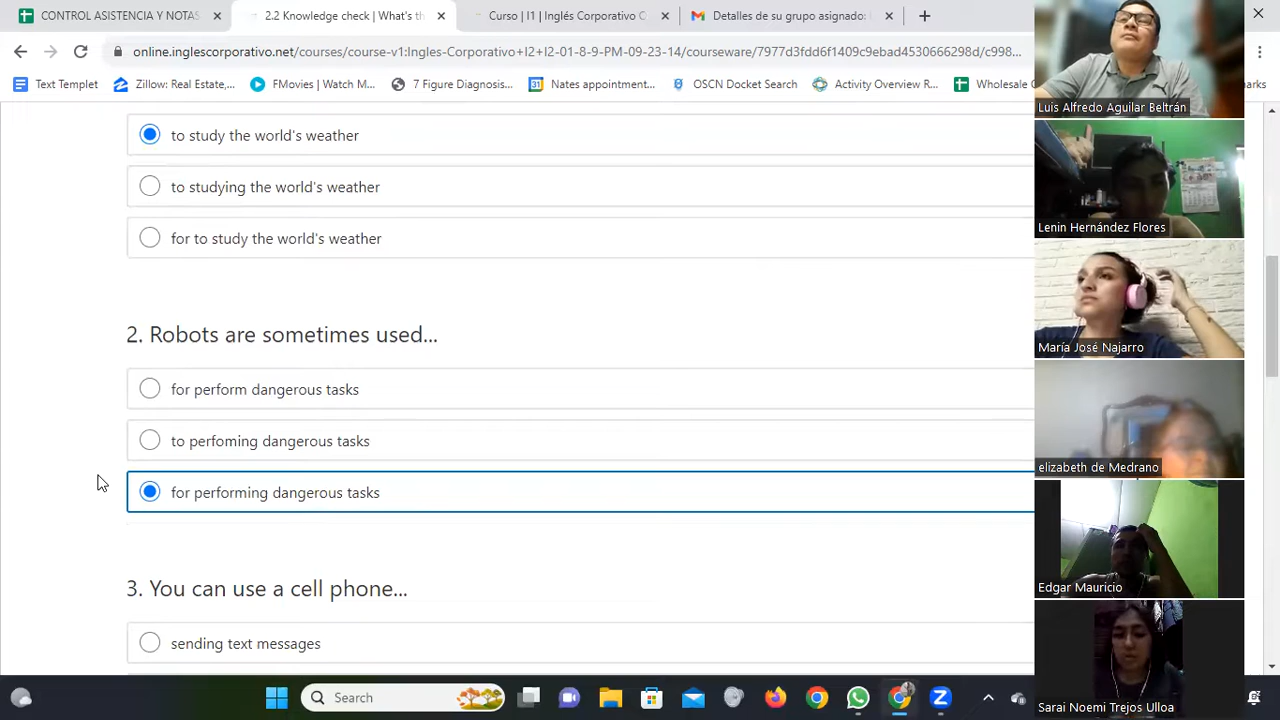 CONTROL ASISTENCIA Y NOTAS
2.2 Knowledge check | What's th
Curso | I1 | Inglés Corporativo C
Detalles de su grupo asignado:
online.inglescorporativo.net/courses/course-v1:Ingles-Corporativo+I2+I2-01-8-9-PM-09-23-14/courseware/7977d3fdd6f1409c9ebad4530666298d/c998...
Text Templet
Zillow: Real Estate,...
FMovies | Watch M...
7 Figure Diagnosis...
Nates appointment...
OSCN Docket Search
Activity Overview R...
Wholesale C
marks
to study the world's weather
to studying the world's weather
for to study the world's weather
2. Robots are sometimes used...
for perform dangerous tasks
to perfoming dangerous tasks
for performing dangerous tasks
3. You can use a cell phone...
sending text messages
Luis Alfredo Aguilar Beltrán
Lenin Hernández Flores
María José Najarro
elizabeth de Medrano
Edgar Mauricio
Sarai Noemi Trejos Ulloa
Search